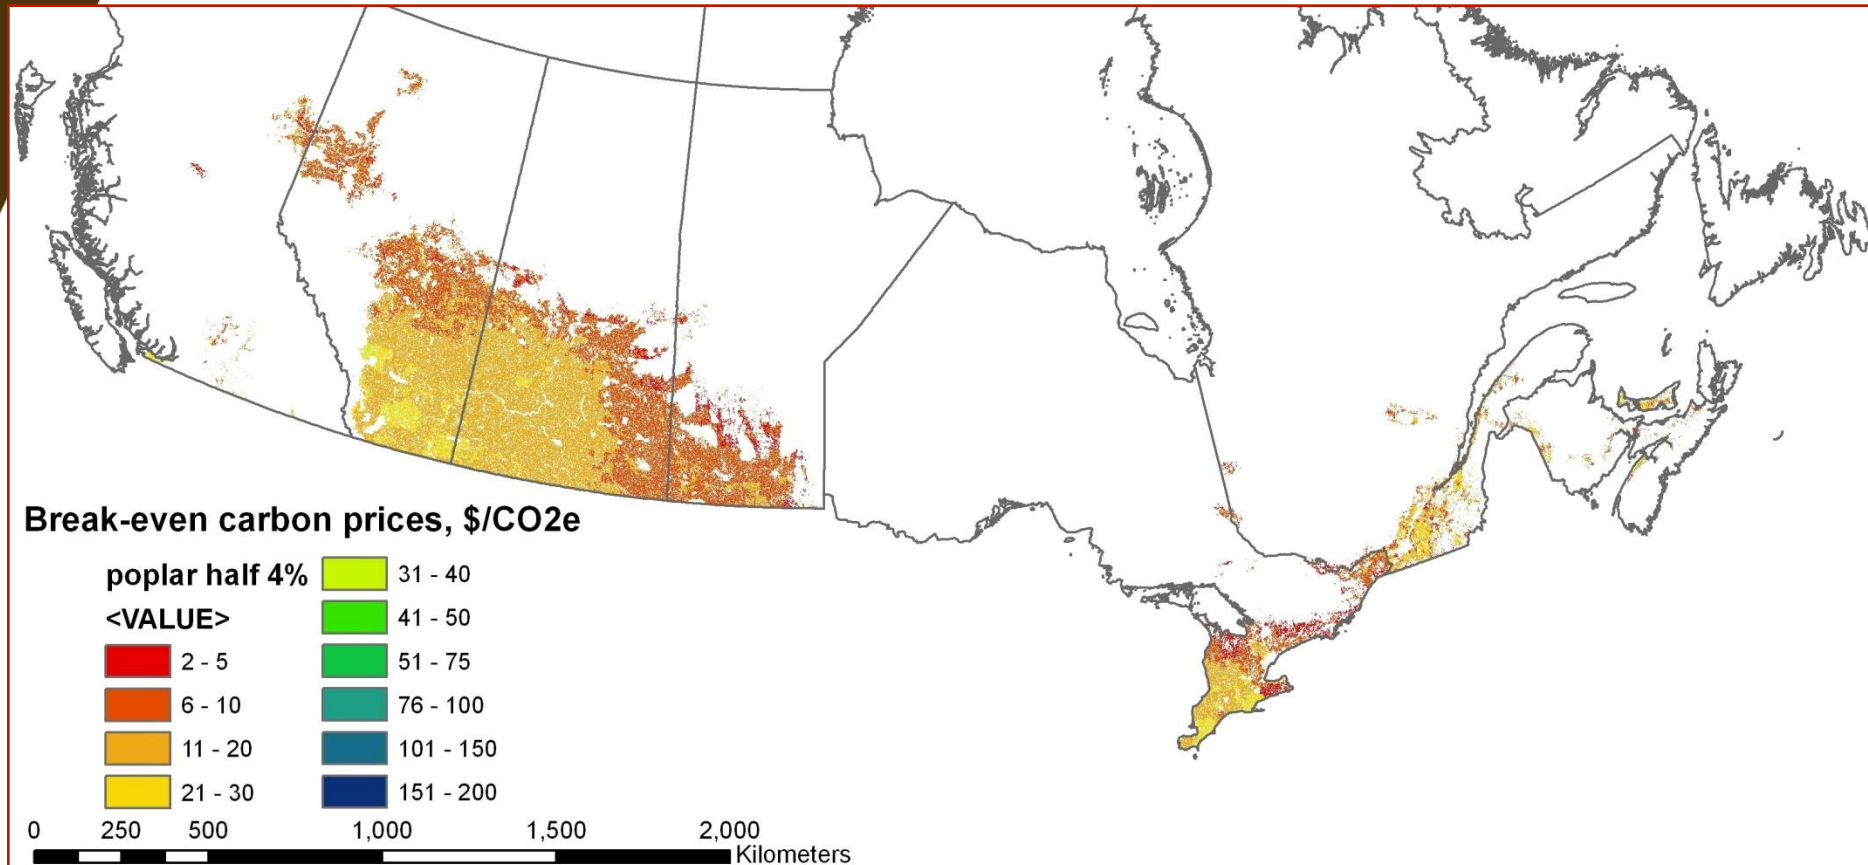 Break-even carbon prices, $/CO2e
poplar half 4%
<VALUE>
2 - 5
6 - 10
11 - 20
21 - 30
31 - 40
41 - 50
51 - 75
76 - 100
101 - 150
151 - 200
0 250 500 1,000 1,500 2,000
Kilometers